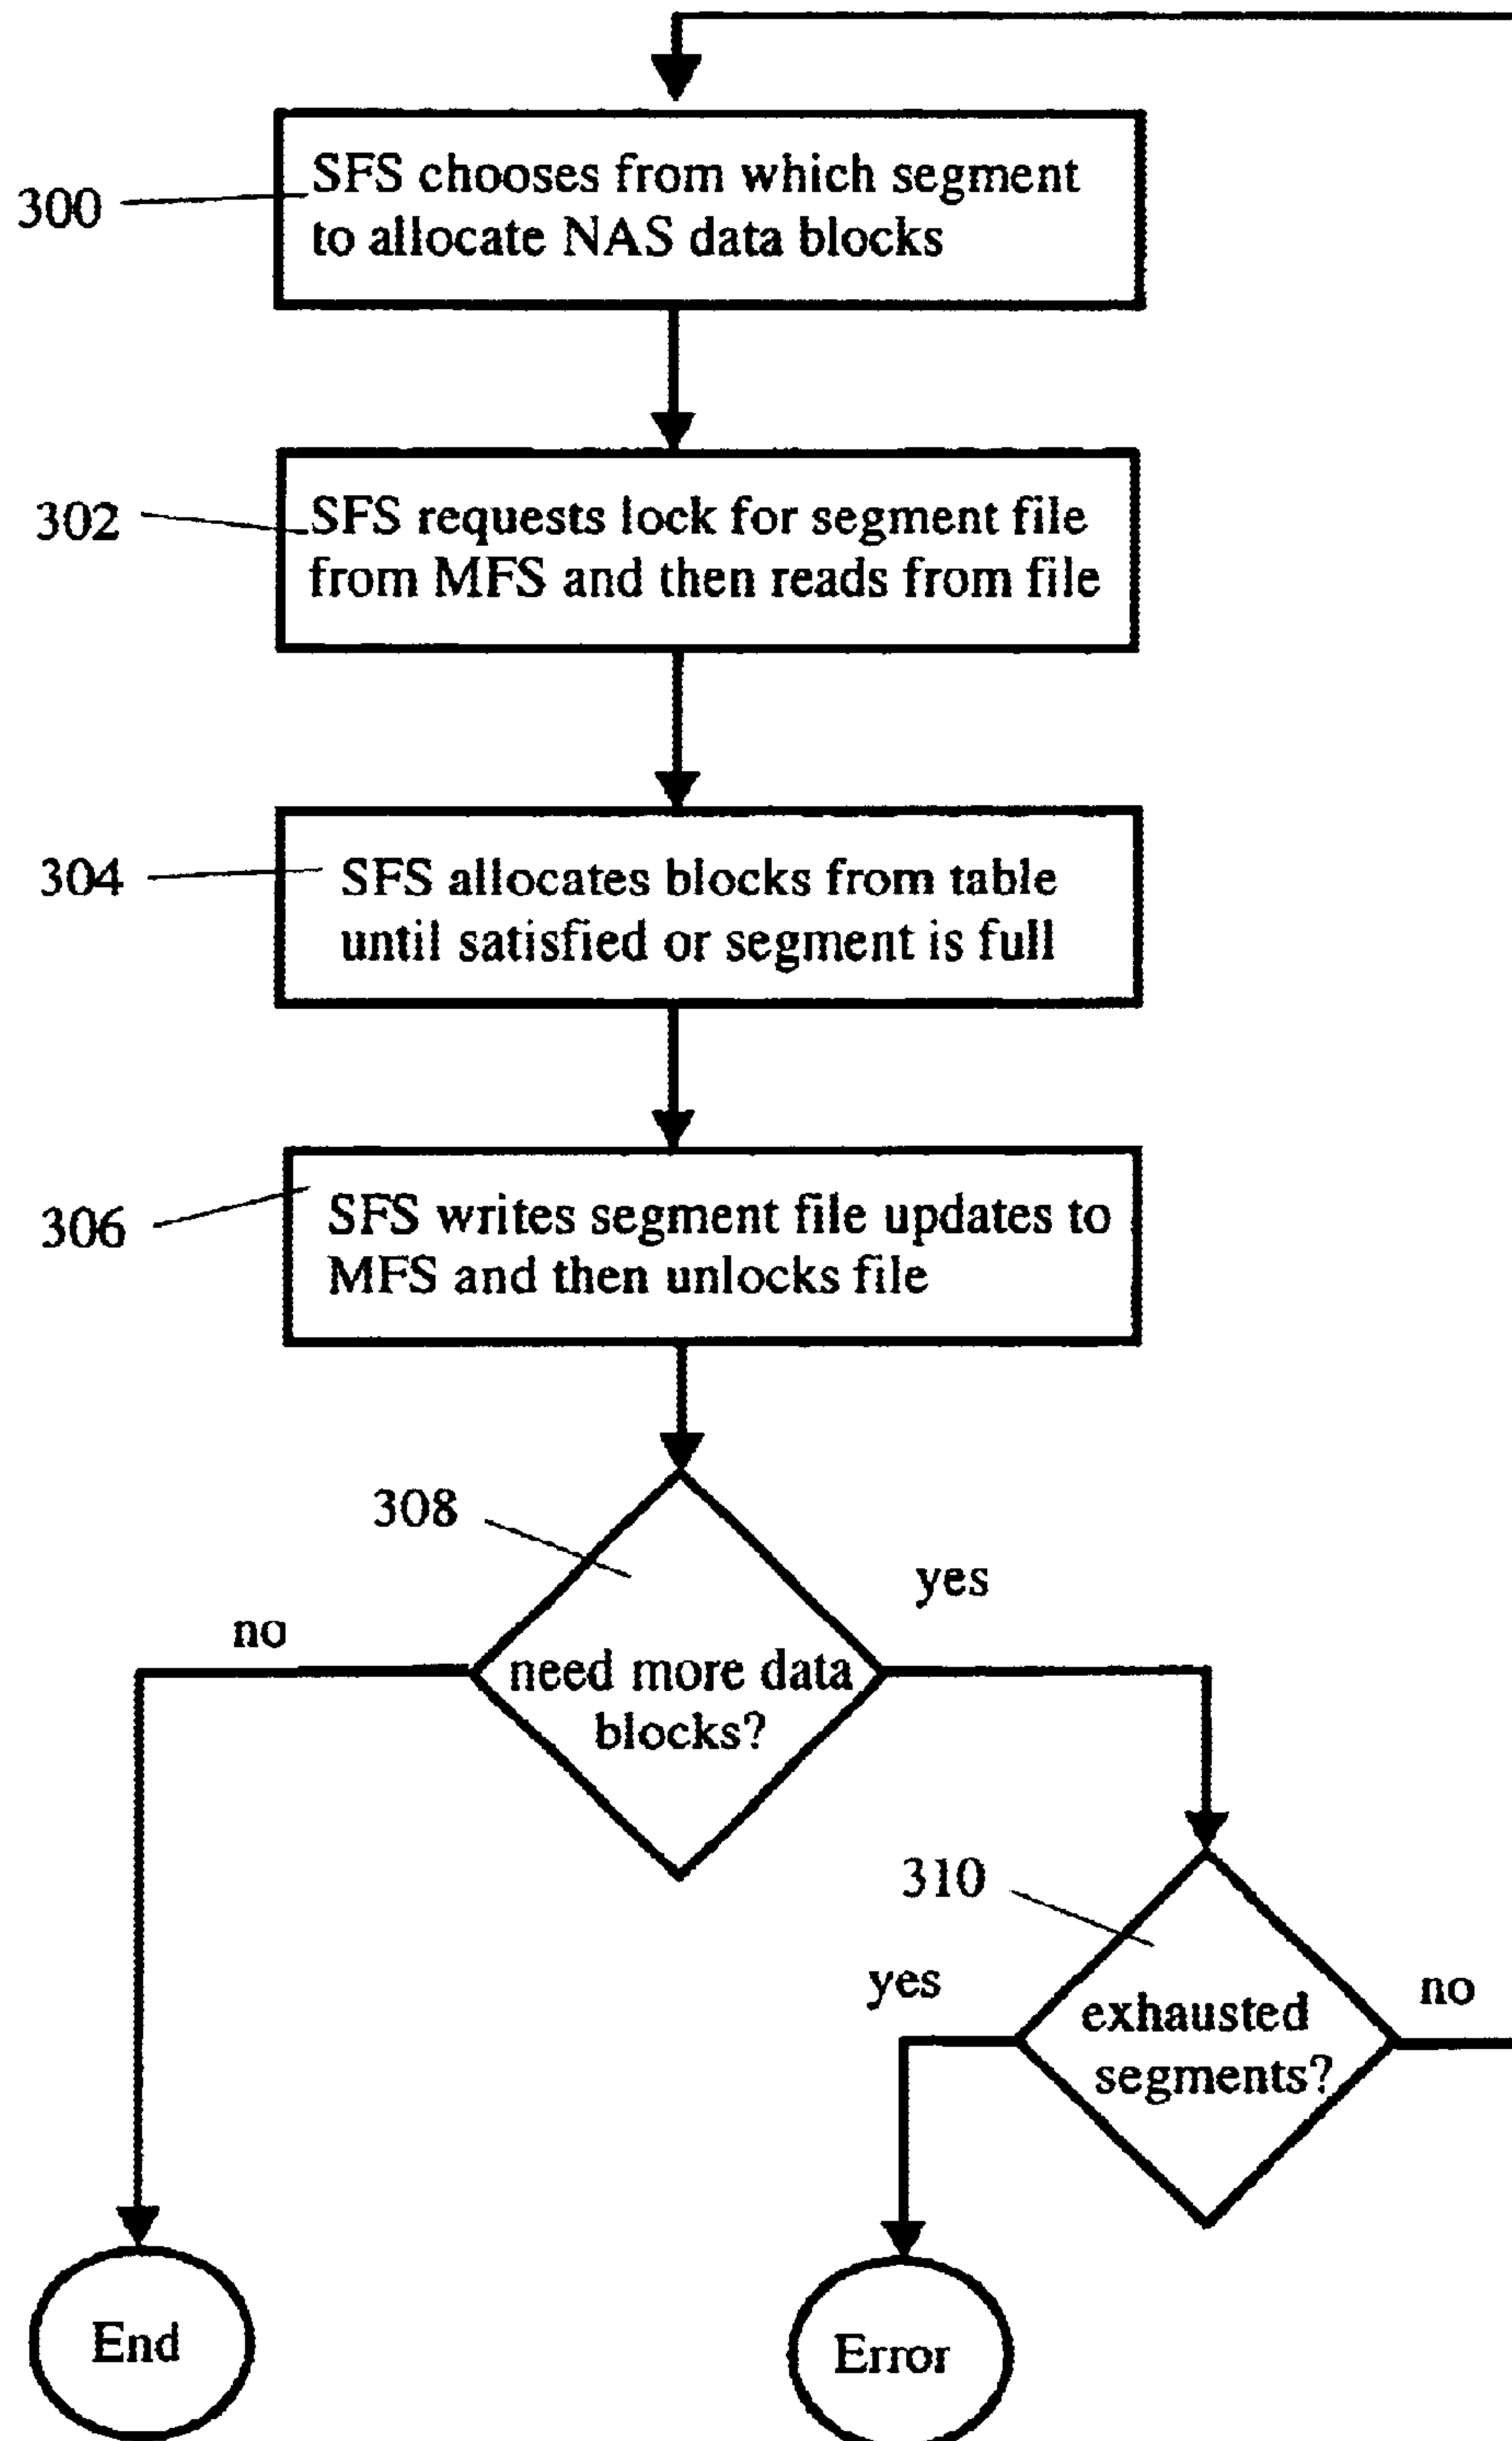 300
SFS chooses from which segment
to allocate NAS data blocks
302
SFS requests lock for segment file
from MFS and then reads from file
304
SFS allocates blocks from table
until satisfied or segment is full
306
SFS writes segment file updates to
MFS and then unlocks file
308
no
yes
need more data
blocks?
310
yes
no
exhausted
segments?
End
Error